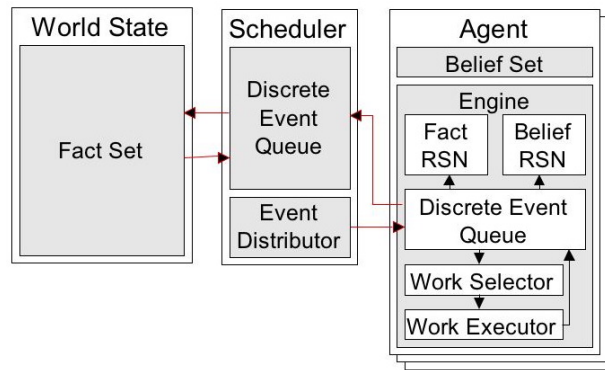 World State
Fact Set
Scheduler
Discrete
Event
Queue
Event
Distributor
Agent
Belief Set
Engine
Fact
RSN
Belief
RSN
Discrete Event
Queue
Work Selector
Work Executor